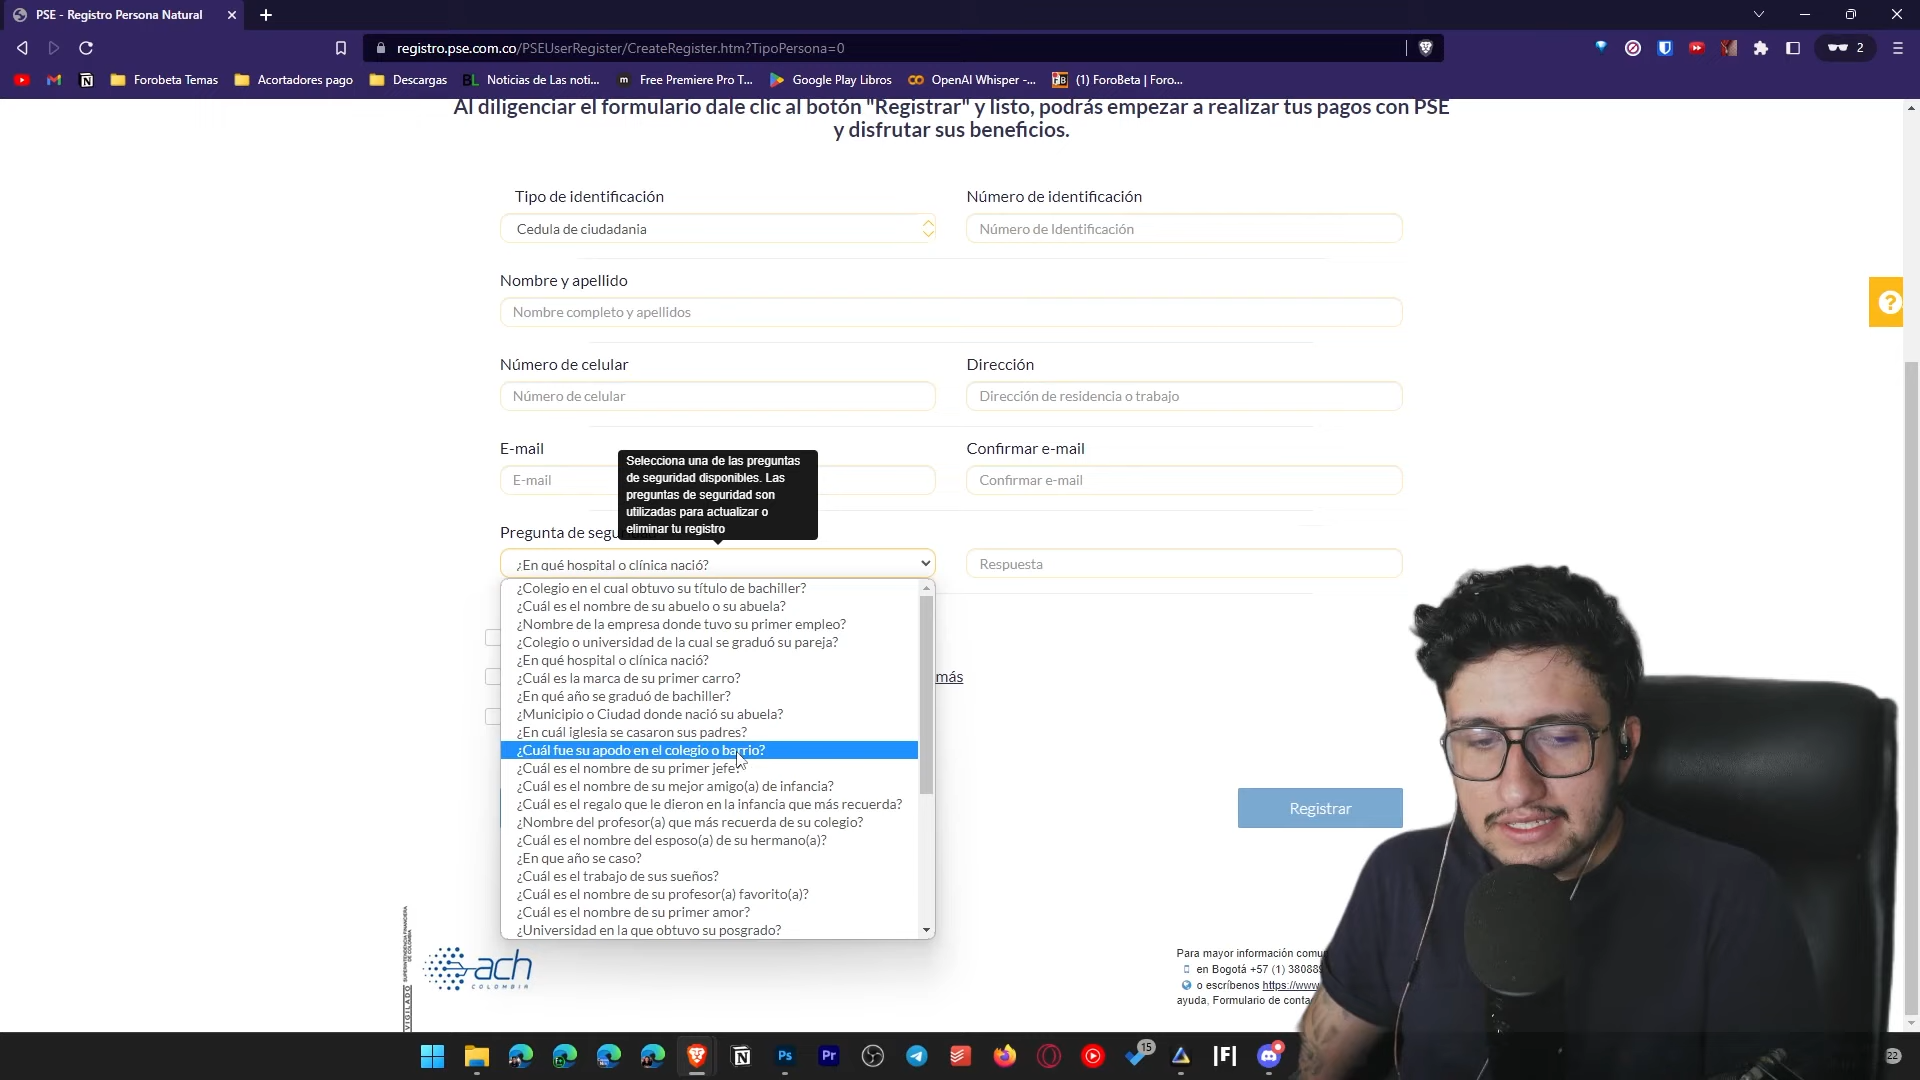 PSE - Registro Persona Natural
registro.pse.com.co/PSEUserRegister/CreateRegister.htm?TipoPersona=0
2
Forobeta Temas
Acortadores pago
Descargas
BL Noticias de Las noti...
m Free Premiere Pro T...
Google Play Libros
OpenAI Whisper -...
(1) ForoBeta | Foro...
Al diligenciar el formulario dale clic al botón "Registrar" y listo, podrás empezar a realizar tus pagos con PSE
y disfrutar sus beneficios.
Tipo de identificación
Número de identificación
Cedula de ciudadania
Número de Identificación
?
Nombre y apellido
Nombre completo y apellidos
Número de celular
Dirección
Número de celular
Dirección de residencia o trabajo
E-mail
Confirmar e-mail
E-mail
Confirmar e-mail
Selecciona una de las preguntas
de seguridad disponibles. Las
preguntas de seguridad son
utilizadas para actualizar o
eliminar tu registro
Pregunta de segu
¿En qué hospital o clínica nació?
Respuesta
¿Colegio en el cual obtuvo su título de bachiller?
¿Cuál es el nombre de su abuelo o su abuela?
¿Nombre de la empresa donde tuvo su primer empleo?
¿Colegio o universidad de la cual se graduó su pareja?
¿En qué hospital o clínica nació?
¿Cuál es la marca de su primer carro?
más
¿En qué año se graduó de bachiller?
¿Municipio o Ciudad donde nació su abuela?
¿En cuál iglesia se casaron sus padres?
¿Cuál fue su apodo en el colegio o barrio?
¿Cuál es el nombre de su primer jefe?
¿Cuál es el nombre de su mejor amigo(a) de infancia?
¿Cuál es el regalo que le dieron en la infancia que más recuerda?
Registrar
¿Nombre del profesor(a) que más recuerda de su colegio?
¿Cuál es el nombre del esposo(a) de su hermano(a)?
¿En que año se caso?
¿Cuál es el trabajo de sus sueños?
¿Cuál es el nombre de su profesor(a) favorito(a)?
¿Cuál es el nombre de su primer amor?
¿Universidad en la que obtuvo su posgrado?
VIGILADO SUPERINTENDENCIA FINANCIERA
DE COLOMBIA
ach
COLOMBIA
Para mayor información comu
en Bogotá +57 (1) 38088
o escríbenos https://www
ayuda, Formulario de conta
N
Ps
Pr
15
|F|
22